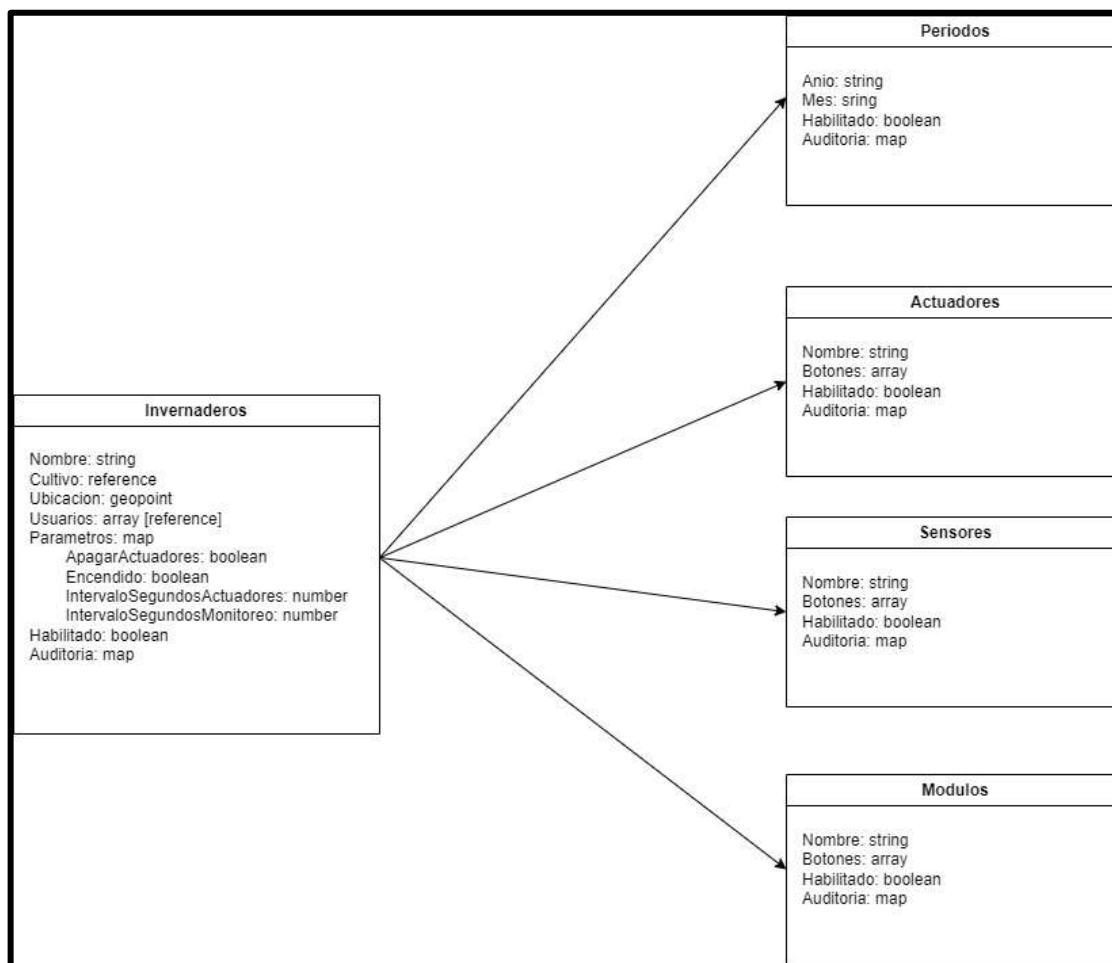 Periodos
Anio: string
Mes: sring
Habilitado: boolean
Auditoria: map
Actuadores
Nombre: string
Botones: array
Habilitado: boolean
Auditoria: map
Invernaderos
Nombre: string
Cultivo: reference
Ubicacion: geopoint
Usuarios: array [reference]
Parametros: map
ApagarActuadores: boolean
Encendido: boolean
IntervaloSegundosActuadores: number
IntervaloSegundosMonitoreo: number
Habilitado: boolean
Auditoria: map
Sensores
Nombre: string
Botones: array
Habilitado: boolean
Auditoria: map
Modulos
Nombre: string
Botones: array
Habilitado: boolean
Auditoria: map